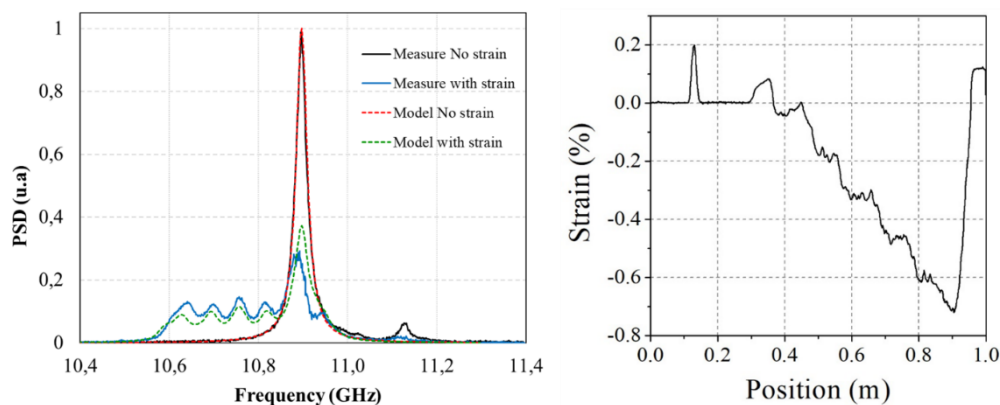 PSD (u.a)
1
0,8
0,6
0,4
0,2
0
10,4 10,6 10,8 11,0 11,2 11,4
Frequency (GHz)
Measure No strain
Measure with strain
Model No strain
Model with strain
Strain (%)
0.2
0.0
-0.2
-0.4
-0.6
-0.8
0.0 0.2 0.4 0.6 0.8 1.0
Position (m)